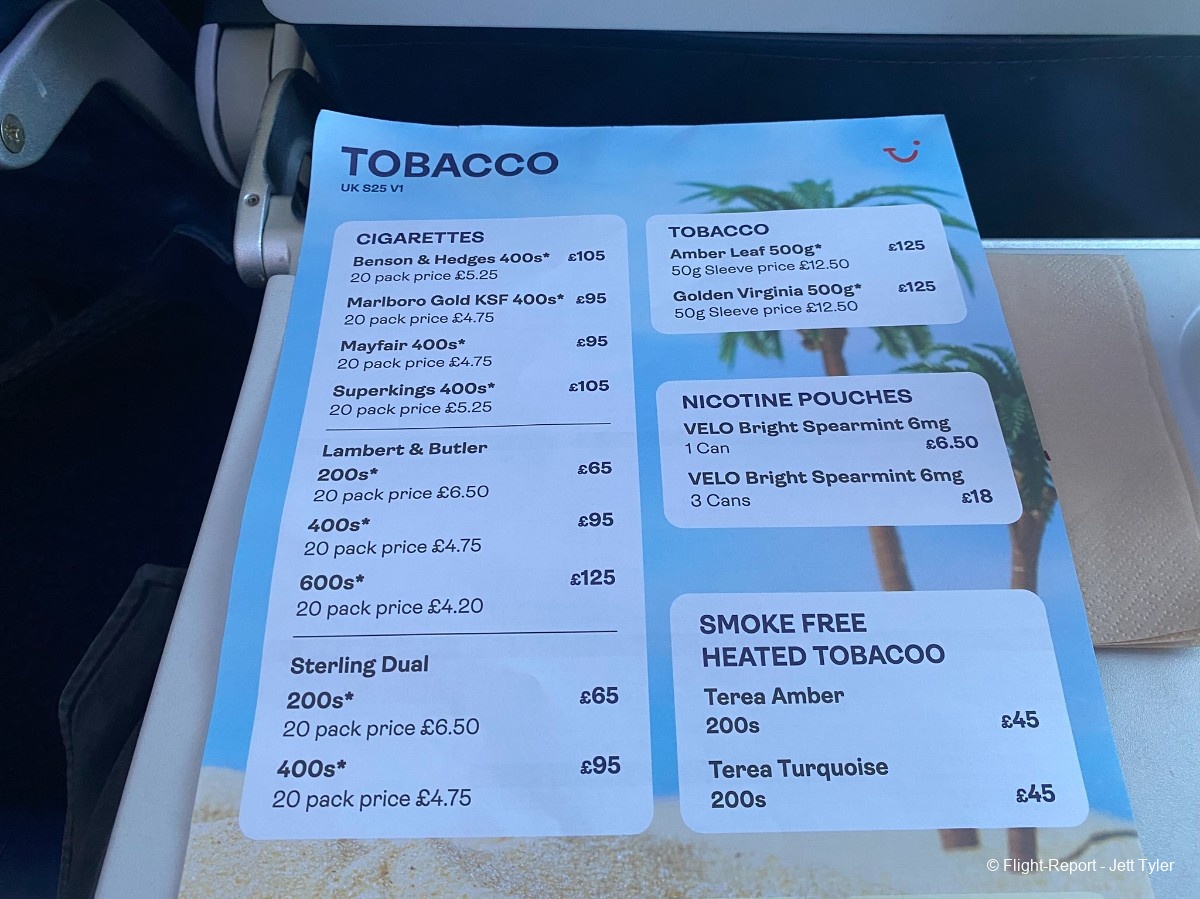 TOBACCO
UK S25 V1
CIGARETTES
Benson & Hedges 400s* £105
20 pack price £5.25
Marlboro Gold KSF 400s* £95
20 pack price £4.75
Mayfair 400s* £95
20 pack price £4.75
Superkings 400s* £105
20 pack price £5.25
Lambert & Butler
200s* £65
20 pack price £6.50
400s* £95
20 pack price £4.75
600s* £125
20 pack price £4.20
Sterling Dual
200s* £65
20 pack price £6.50
400s* £95
20 pack price £4.75
TOBACCO
Amber Leaf 500g* £125
50g Sleeve price £12.50
Golden Virginia 500g* £125
50g Sleeve price £12.50
NICOTINE POUCHES
VELO Bright Spearmint 6mg
1 Can £6.50
VELO Bright Spearmint 6mg
3 Cans £18
SMOKE FREE
HEATED TOBACOO
Terea Amber
200s £45
Terea Turquoise
200s £45
© Flight-Report - Jett Tyler